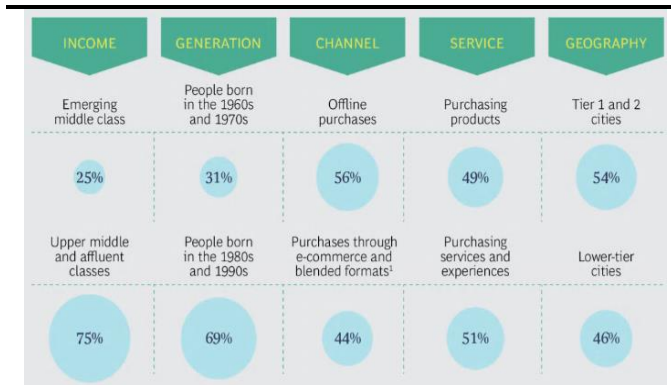 INCOME GENERATION CHANNEL SERVICE GEOGRAPHY
Emerging
middle class
People born
in the 1960s
and 1970s
Offline
purchases
Purchasing
products
Tier 1 and 2
cities
25% 31% 56% 49% 54%
Upper middle
and affluent
classes
People born
in the 1980s
and 1990s
Purchases through
e-commerce and
blended formats¹
Purchasing
services and
experiences
Lower-tier
cities
75% 69% 44% 51% 46%